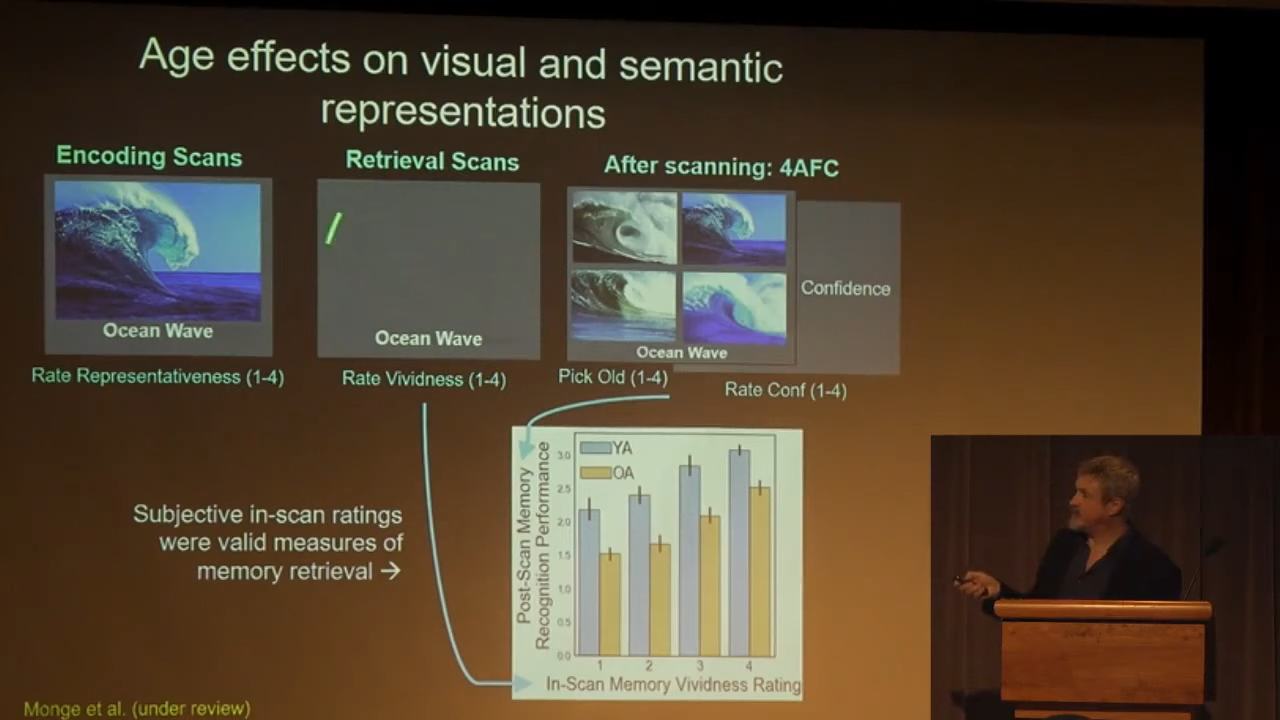 Age effects on visual and semantic
representations
Encoding Scans
Retrieval Scans
After scanning: 4AFC
Ocean Wave
Ocean Wave
Ocean Wave
Confidence
Rate Representativeness (1-4)
Rate Vividness (1-4)
Pick Old (1-4)
Rate Conf (1-4)
Subjective in-scan ratings
were valid measures of
memory retrieval →
Post-Scan Memory
Recognition Performance
YA
OA
3.0
2.5
2.0
1.5
1.0
0.5
0.0
1 2 3 4
In-Scan Memory Vividness Rating
Monge et al. (under review)